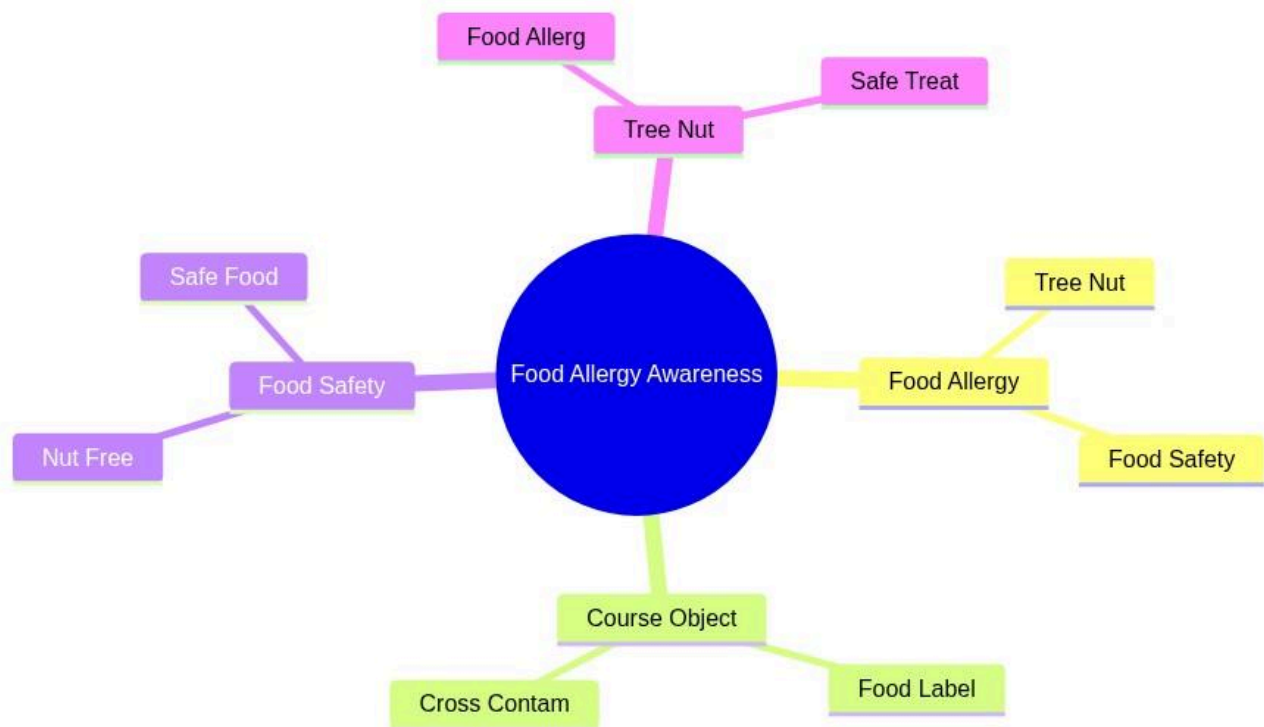 Food Allerg
Safe Treat
Tree Nut
Safe Food
Tree Nut
Food Allergy Awareness
Food Safety
Food Allergy
Nut Free
Food Safety
Course Object
Food Label
Cross Contam